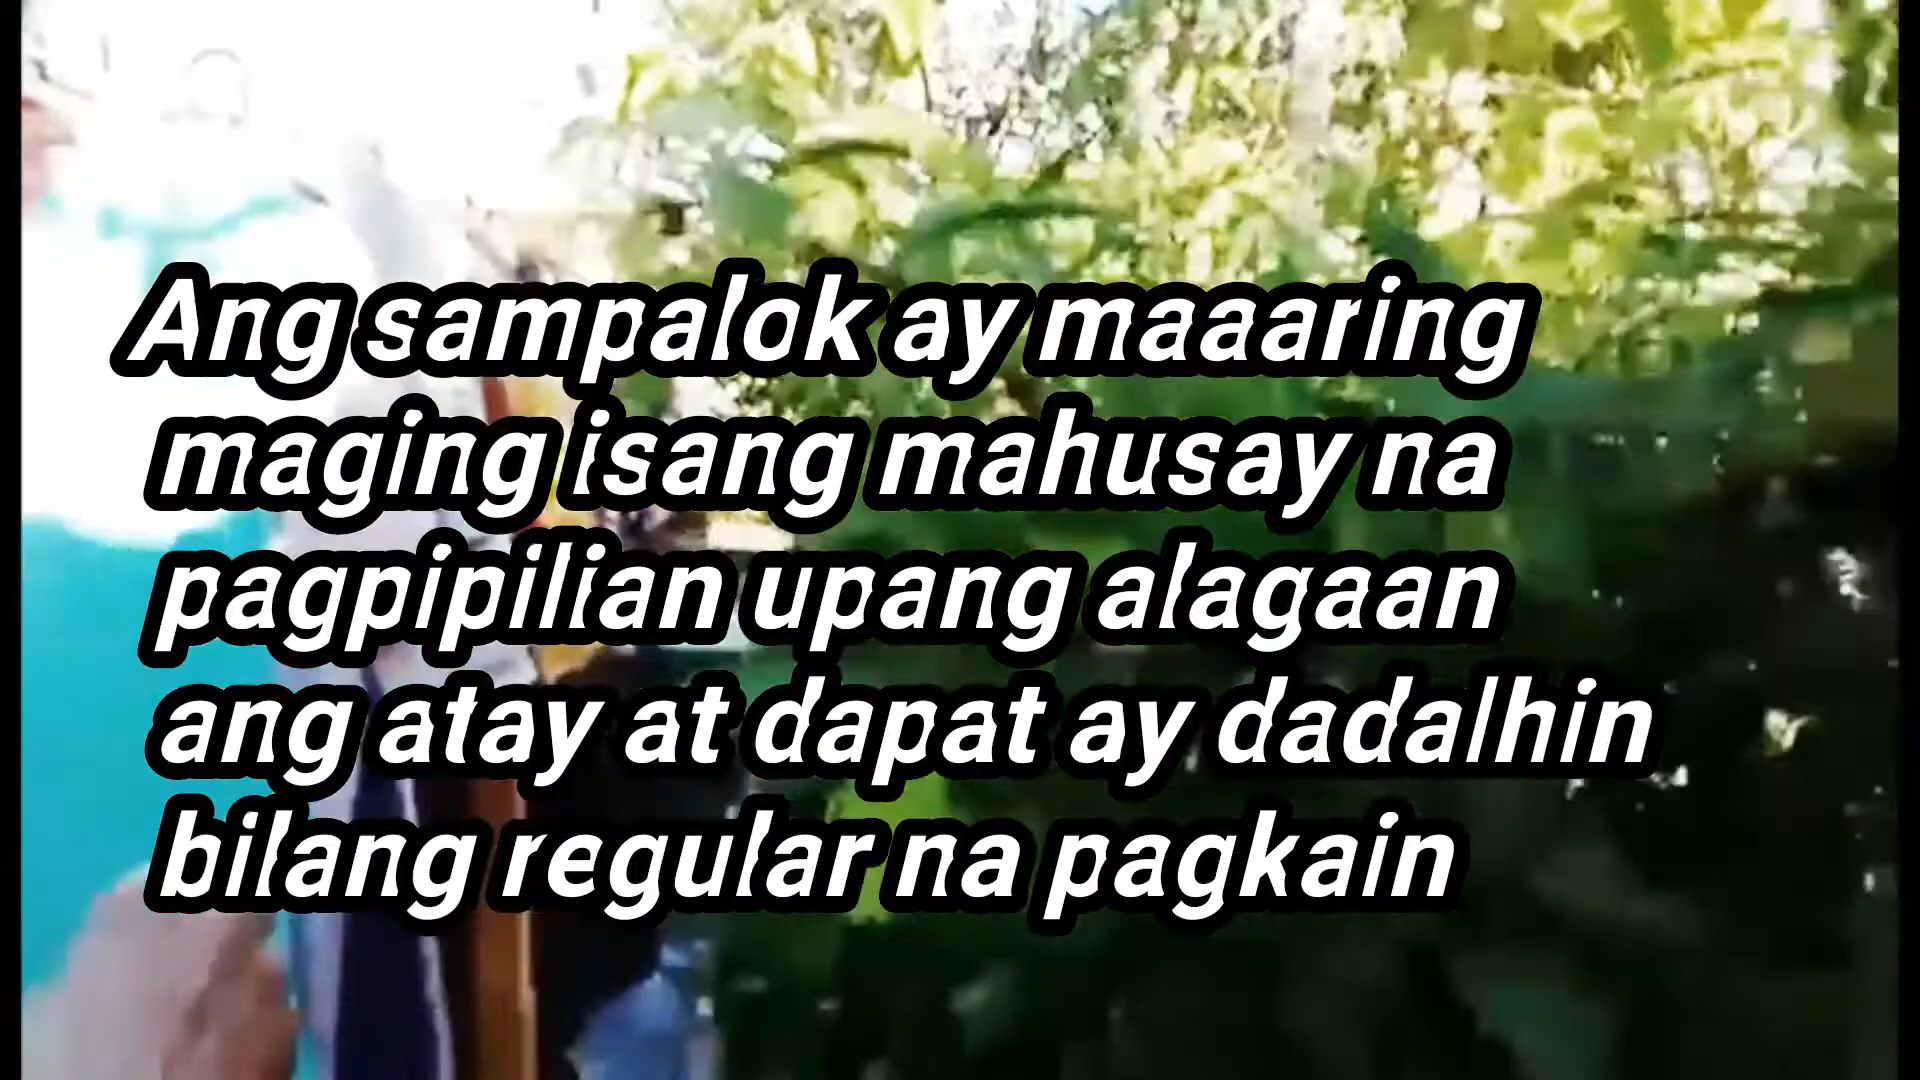 Ang sampalok ay maaaring
maging isang mahusay na
pagpipilian upang alagaan
ang atay at dapat ay dadalhin
bilang regular na pagkain